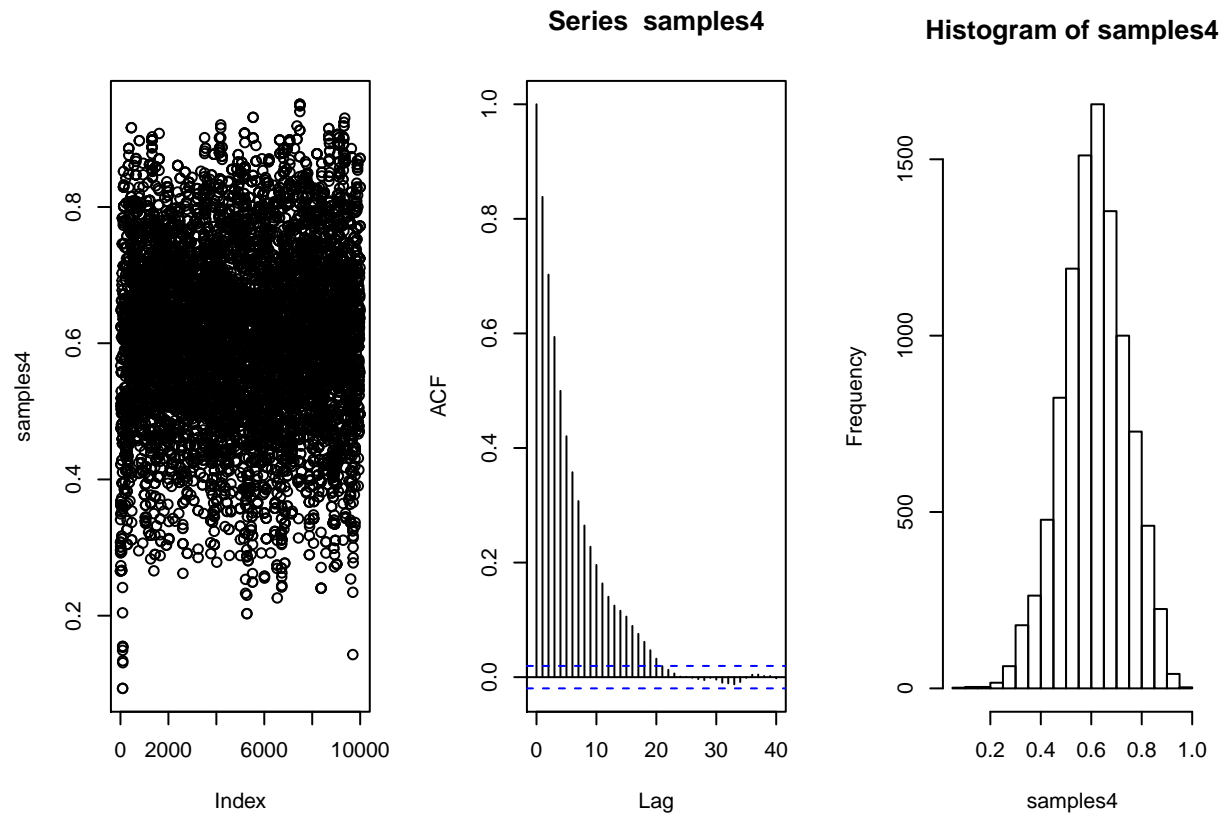 Series samples4
Histogram of samples4
samples4
0.2
0.4
0.6
0.8
0 2000 6000 10000
Index
ACF
0.0
0.2
0.4
0.6
0.8
1.0
0 10 20 30 40
Lag
Frequency
0
500
1000
1500
0.2 0.4 0.6 0.8 1.0
samples4